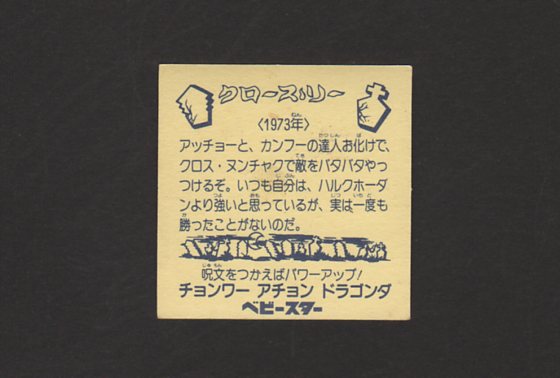 クロース・リー
〈1973年〉
アッチョーと、カンフーの達人お化けで、
クロス・ヌンチャクで敵をバタバタやっ
つけるぞ。いつも自分は、ハルクホーダ
ンより強いと思っているが、実は一度も
勝ったことがないのだ。
呪文をつかえばパワーアップ!
チョンワー アチョン ドラゴンダ
ベビースター